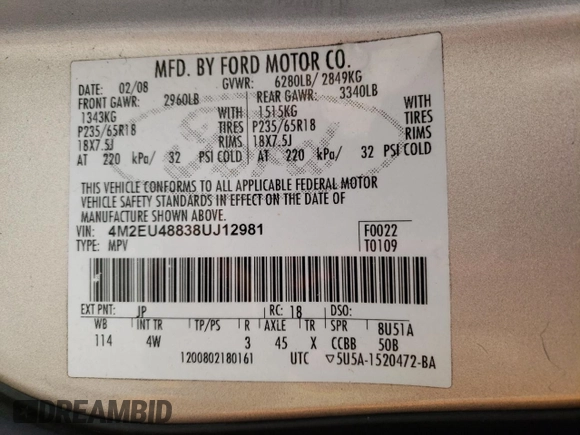 MFD. BY FORD MOTOR CO.
DATE: 02/08 GVWR: 6280LB/ 2849KG
FRONT GAWR: 2960LB REAR GAWR: 3340LB
1343KG WITH 1515KG WITH
P235/65R18 TIRES P235/65R18 TIRES
18X7.5J RIMS 18X7.5J RIMS
AT 220 kPa/ 32 PSI COLD AT 220 kPa/ 32 PSI COLD
THIS VEHICLE CONFORMS TO ALL APPLICABLE FEDERAL MOTOR
VEHICLE SAFETY STANDARDS IN EFFECT ON THE DATE OF
MANUFACTURE SHOWN ABOVE.
VIN: 4M2EU48838UJ12981 F0022
TYPE: MPV T0109
EXT PNT: JP RC: 18 DSO:
WB INT TR TP/PS R AXLE TR SPR 8U51A
114 4W 3 45 X CCBB 50B
1200802180161 UTC ▽5U5A-1520472-BA
DREAMBID